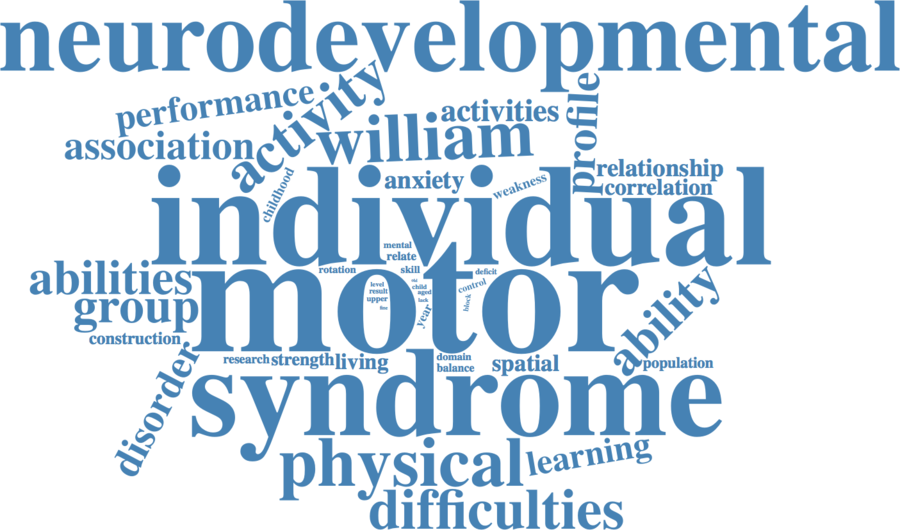 neurodevelopmental
performance
activity
activities
profile
association
william
relationship
childhood
anxiety
weakness
correlation
individual
mental
relate
rotation
skill
deficit
abilities
motor
level
result
upper
child
aged
control
lack
block
year
ability
group
construction
disorder
research
strength
living
domain
balance
spatial
population
syndrome
physical
learning
difficulties